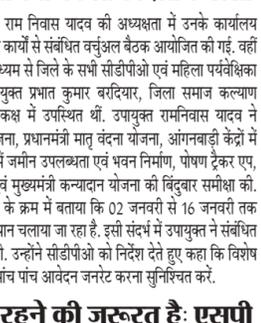 राम निवास यादव की अध्यक्षता में उनके कार्यालय
कार्यों से संबंधित वर्चुअल बैठक आयोजित की गई. वहीं
ध्यम से जिले के सभी सीडीपीओ एवं महिला पर्यवेक्षिका
युक्त प्रभात कुमार बरदियार, जिला समाज कल्याण
कक्ष में उपस्थित थीं. उपायुक्त रामनिवास यादव ने
जना, प्रधानमंत्री मातृ वंदना योजना, आंगनबाड़ी केंद्रों में
में जमीन उपलब्धता एवं भवन निर्माण, पोषण ट्रैकर एप,
वं मुख्यमंत्री कन्यादान योजना की बिंदुबार समीक्षा की.
के क्रम में बताया कि 02 जनवरी से 16 जनवरी तक
यान चलाया जा रहा है. इसी संदर्भ में उपायुक्त ने संबंधित
ी. उन्होंने सीडीपीओ को निर्देश देते हुए कहा कि विशेष
पांच पांच आवेदन जनरेट करना सुनिश्चित करें.
रहने की जरूरत है: एसपी